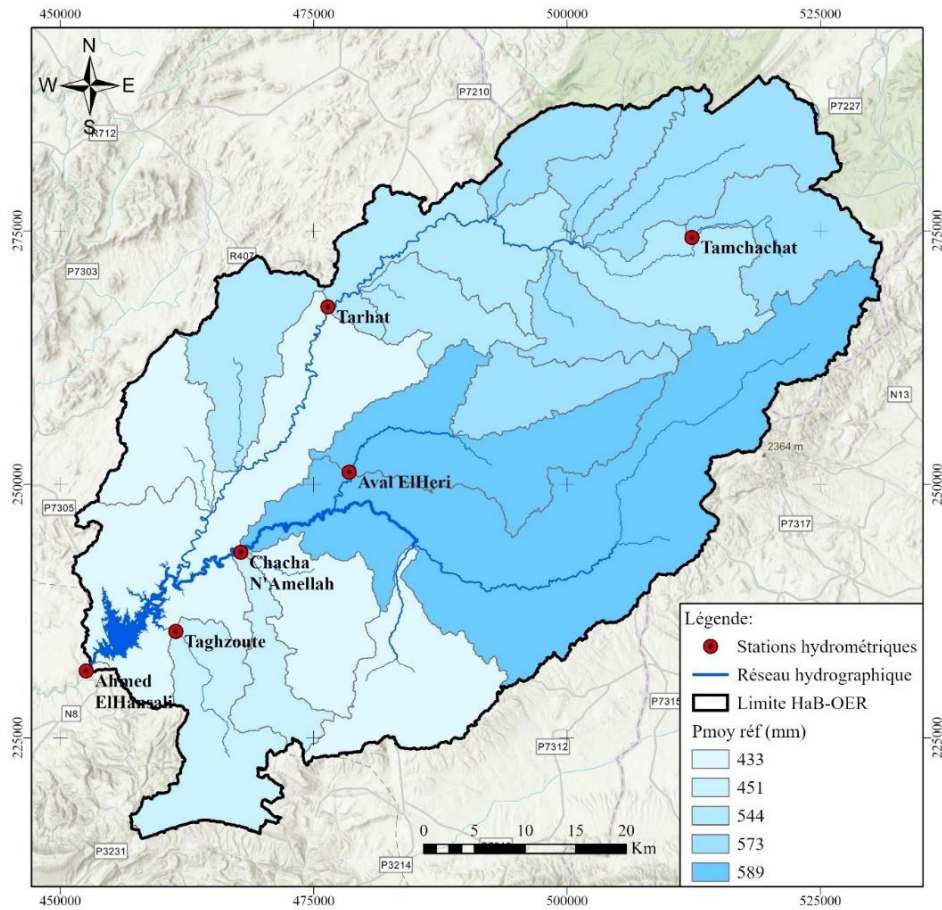 450000 475000 500000 525000
N
W E
S
R712
P7210
P7227
275000 275000
Tamchachat
P7303
R407
Tarhat
N13
2364 m
250000 250000
Aval ElHeri
P7305
P7317
Chacha
N'Amellah
Taghzoute
Ahmed
ElHansali
N8
P7315
225000 225000
P7312
P3231
P3214
0 5 10 15 20
Km
Légende:
Stations hydrométriques
Réseau hydrographique
Limite HaB-OER
Pmoy réf (mm)
433
451
544
573
589
450000 475000 500000 525000